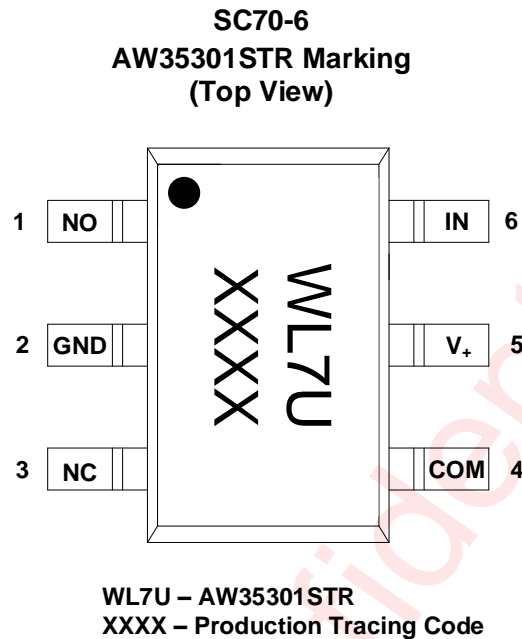 SC70-6
AW35301STR Marking
(Top View)
1 NO IN 6
2 GND V+ 5
3 NC COM 4
WL7U
XXXX
WL7U – AW35301STR
XXXX – Production Tracing Code